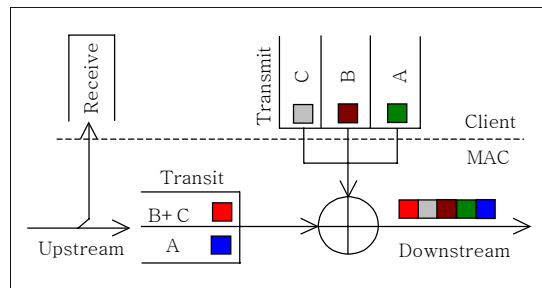 Receive
Transmit
C
B
A
Client
MAC
Transit
B+C
A
Upstream
Downstream